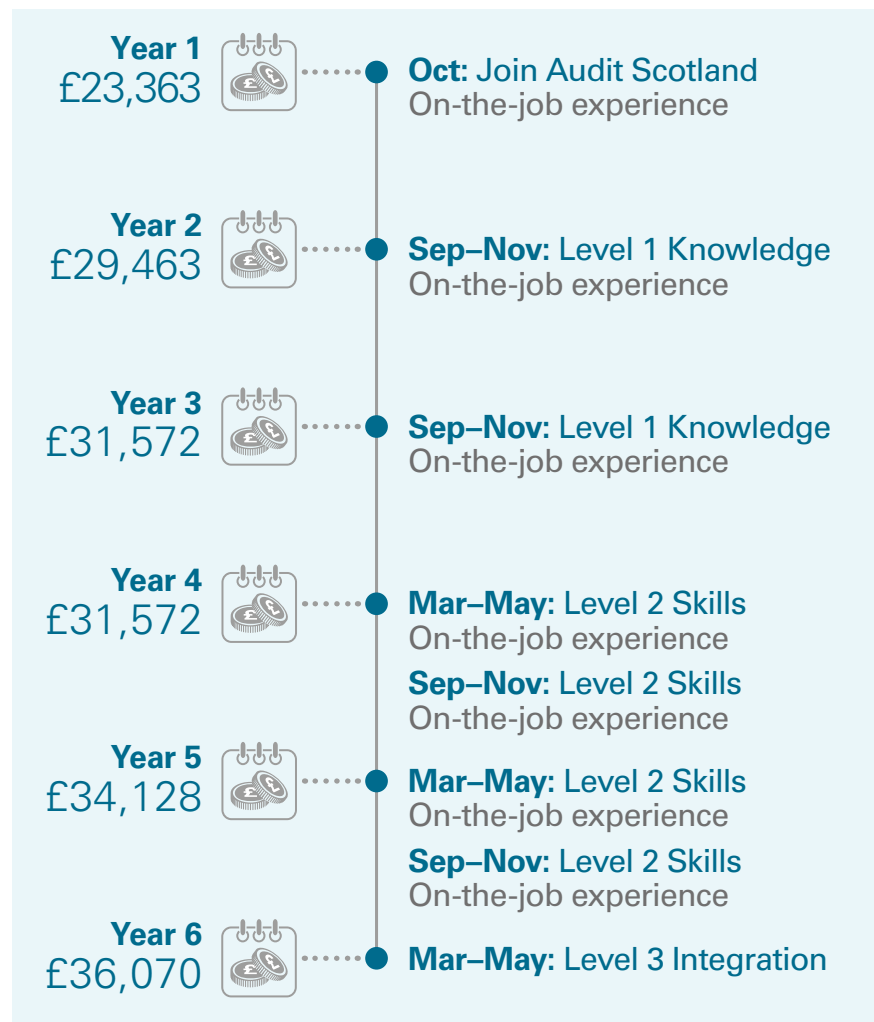 Year 1
£23,363
Oct: Join Audit Scotland
On-the-job experience
Year 2
£29,463
Sep–Nov: Level 1 Knowledge
On-the-job experience
Year 3
£31,572
Sep–Nov: Level 1 Knowledge
On-the-job experience
Year 4
£31,572
Mar–May: Level 2 Skills
On-the-job experience
Sep–Nov: Level 2 Skills
On-the-job experience
Year 5
£34,128
Mar–May: Level 2 Skills
On-the-job experience
Sep–Nov: Level 2 Skills
On-the-job experience
Year 6
£36,070
Mar–May: Level 3 Integration